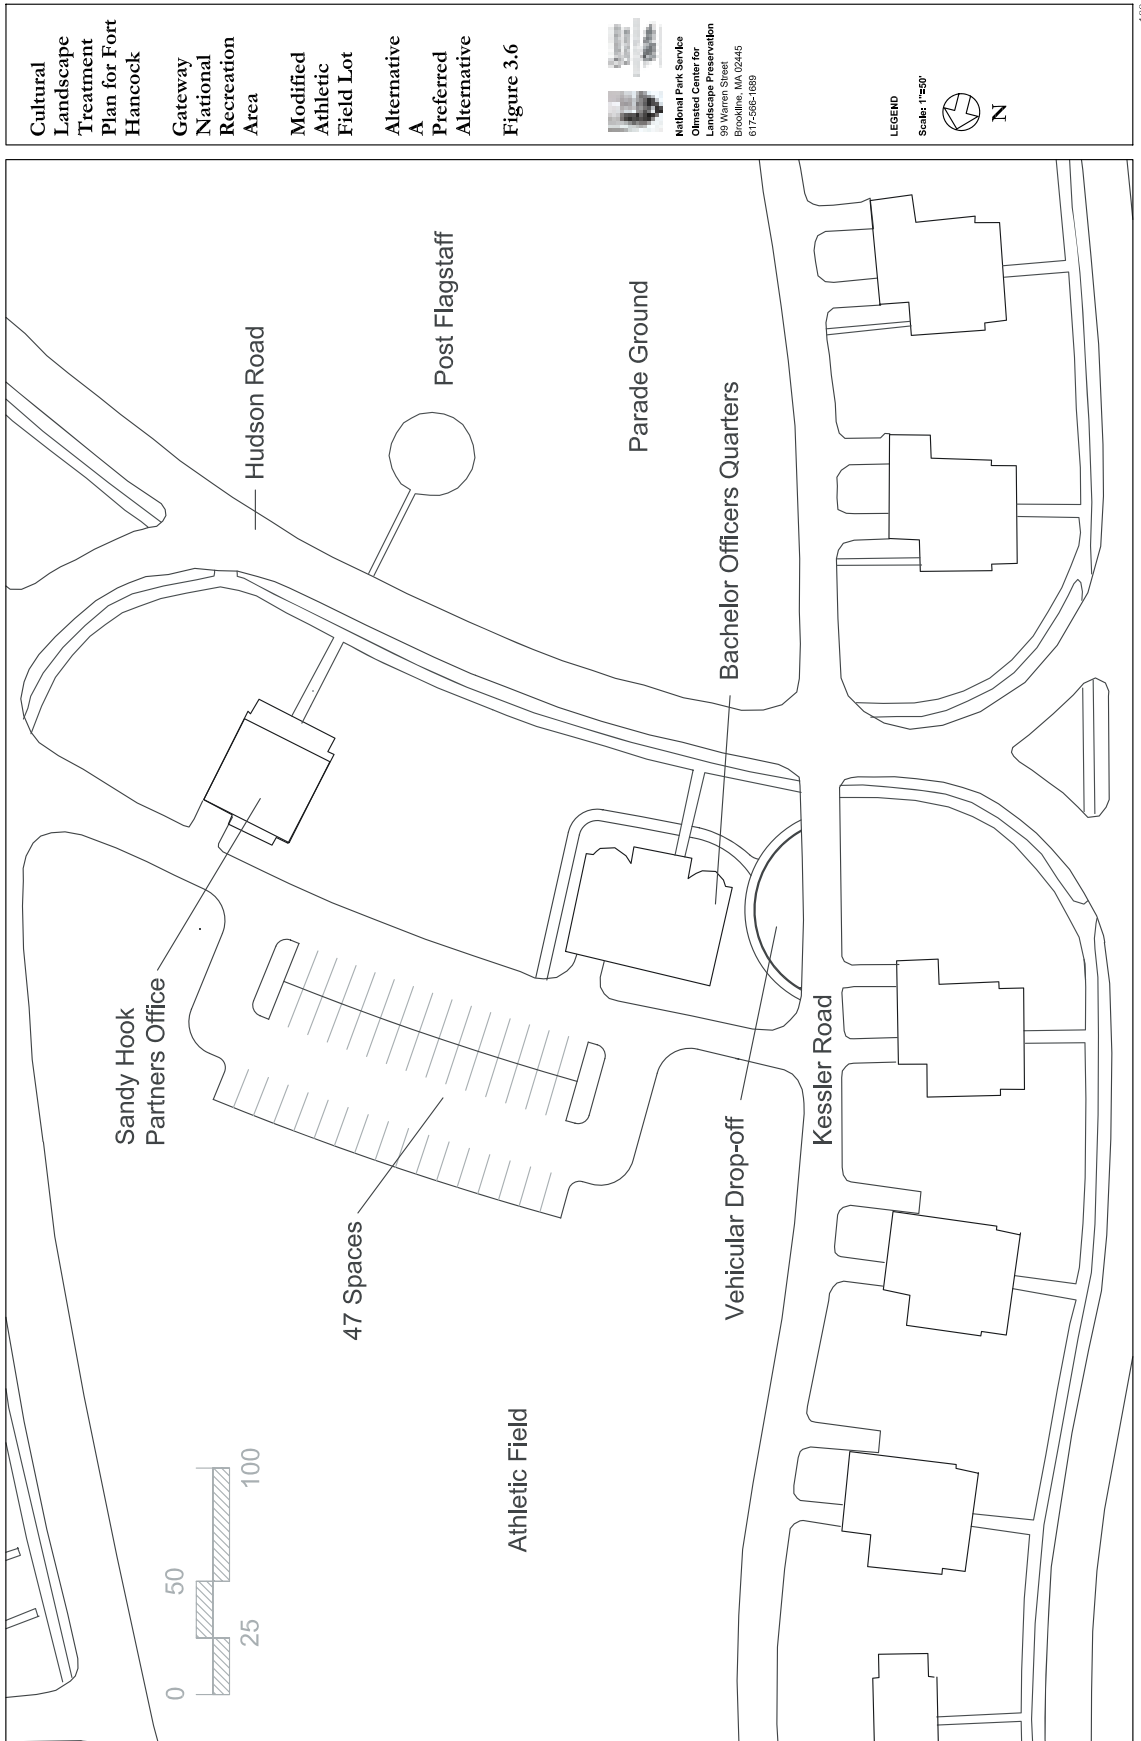 Cultural
Landscape
Treatment
Plan for Fort
Hancock
Gateway
National
Recreation
Area
Modified
Athletic
Field Lot
Alternative
A
Preferred
Alternative
Figure 3.6
National Park Service
Olmsted Center for
Landscape Preservation
99 Warren Street
Brookline, MA 02445
617-566-1689
LEGEND
Scale: 1"=50'
N
Hudson Road
Post Flagstaff
Parade Ground
Bachelor Officers Quarters
Sandy Hook
Partners Office
Kessler Road
Vehicular Drop-off
47 Spaces
Athletic Field
0
25
50
100